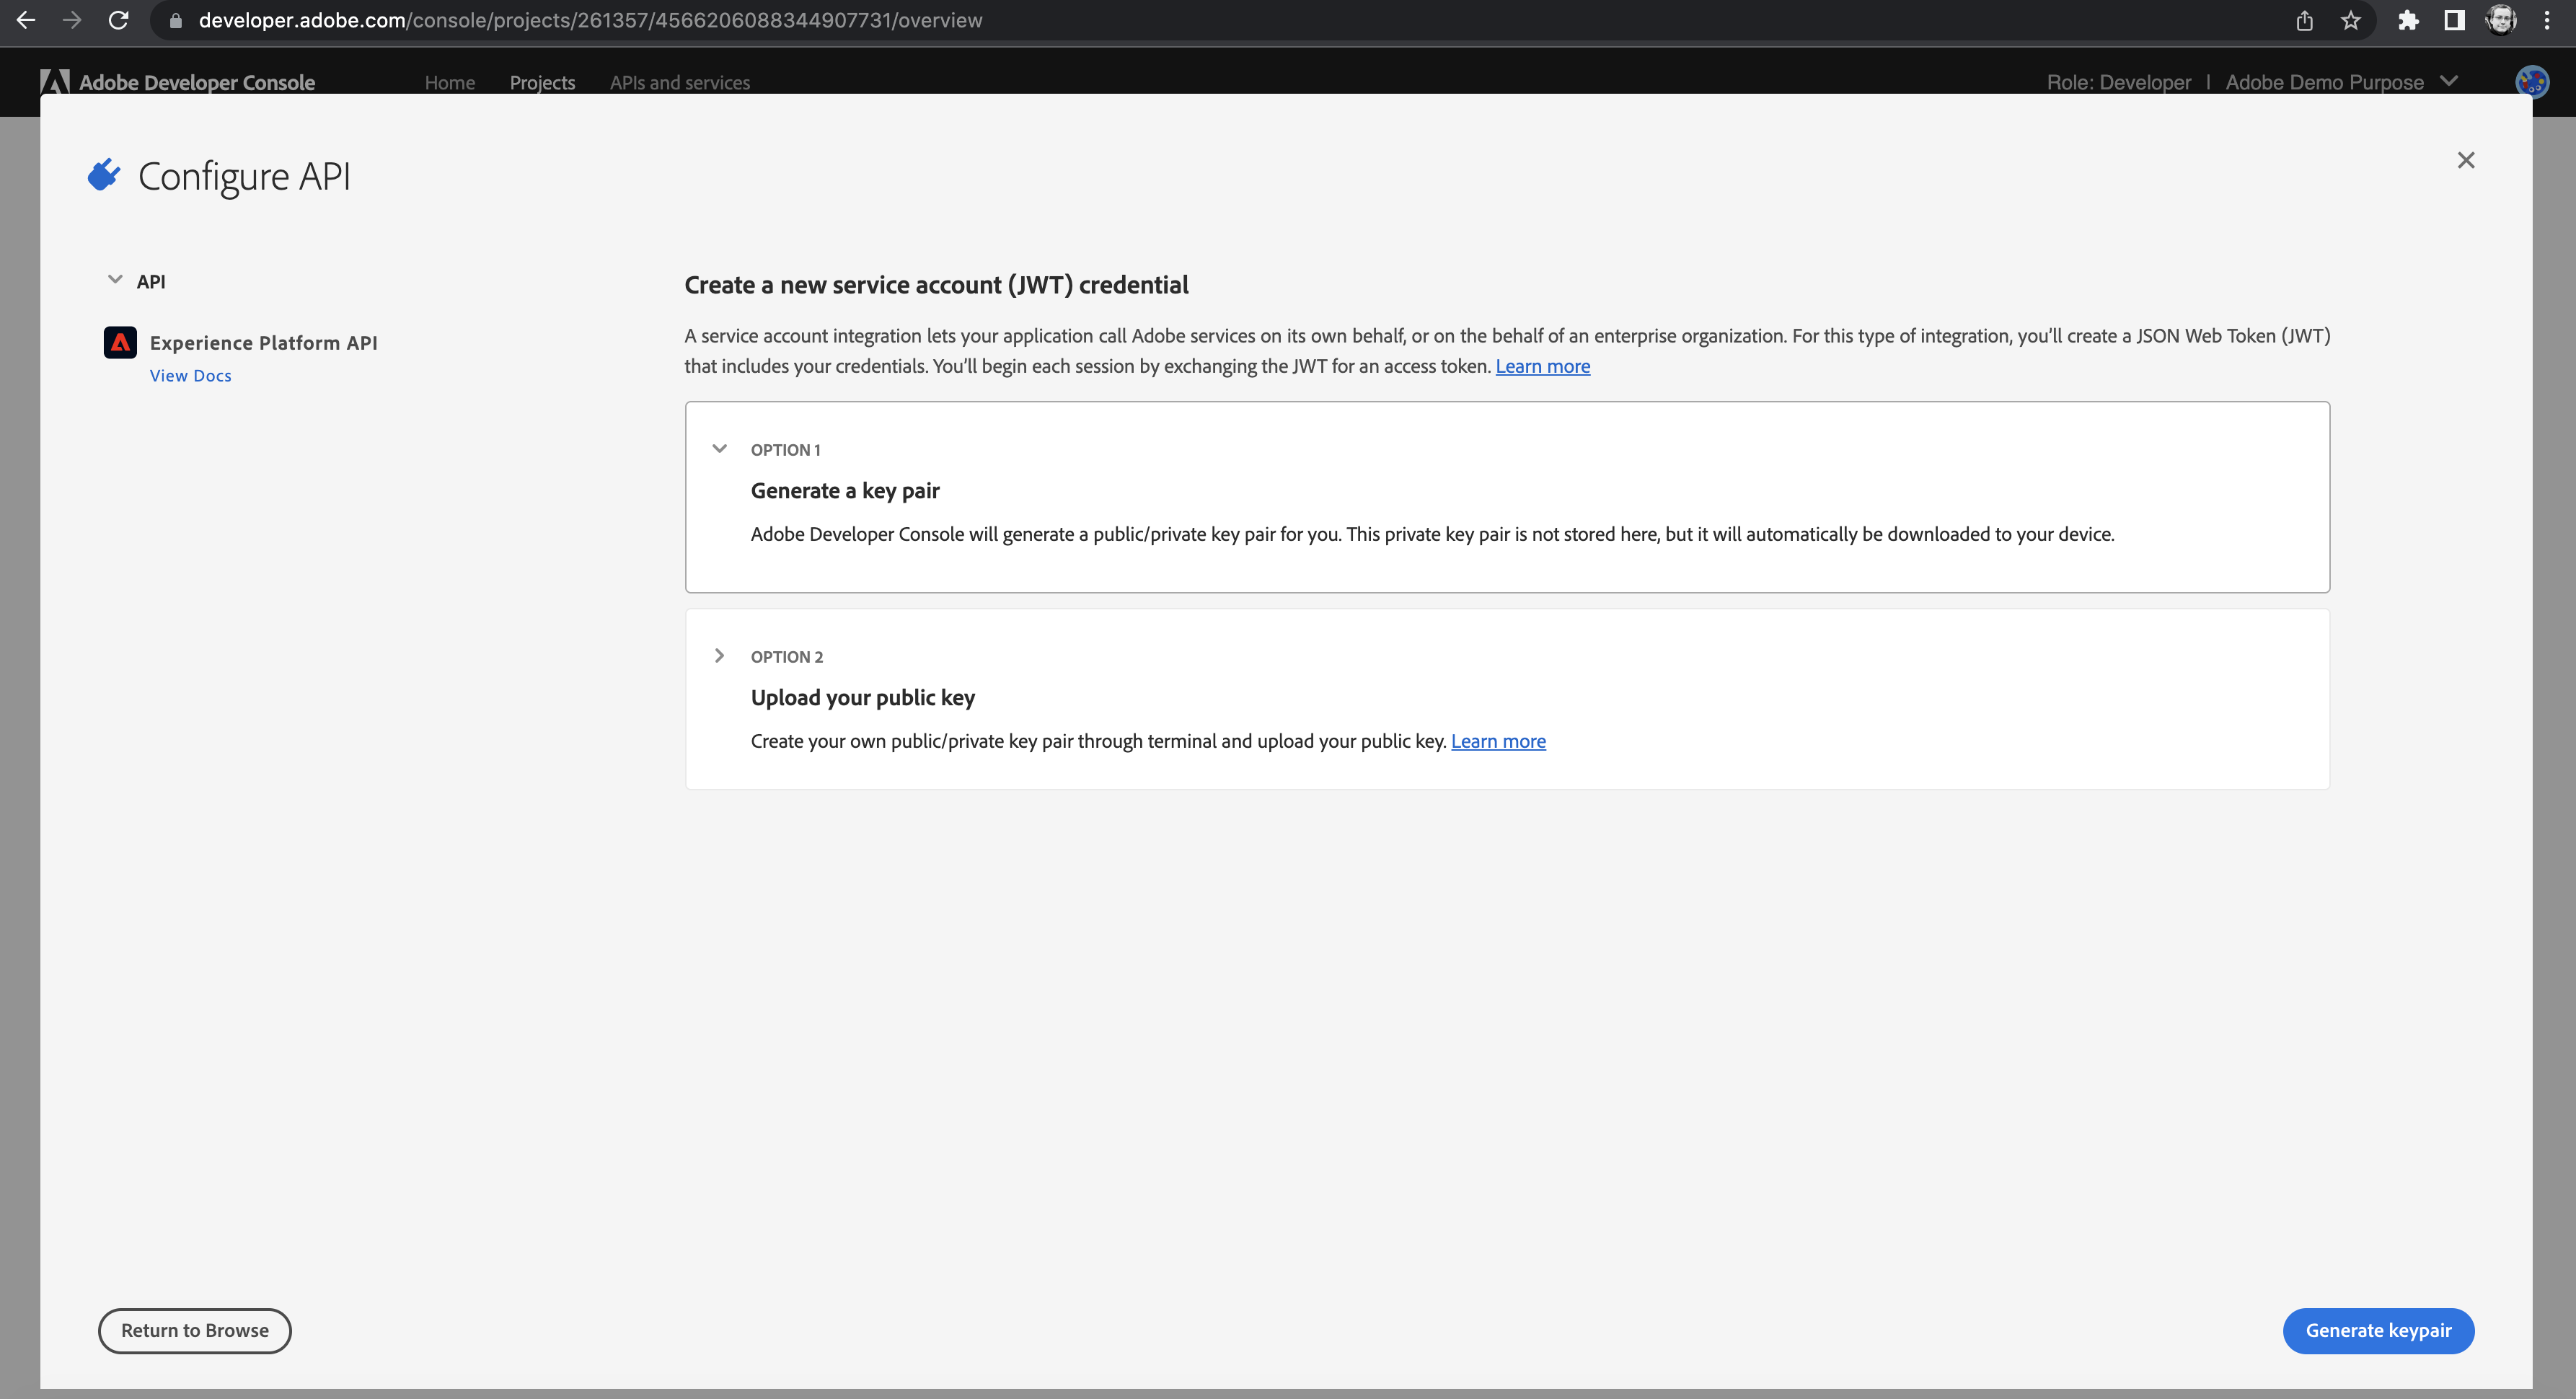 developer.adobe.com/console/projects/261357/4566206088344907731/overview
Adobe Developer Console Home Projects APIs and services Role: Developer | Adobe Demo Purpose
Configure API
API
Experience Platform API
View Docs
Create a new service account (JWT) credential
A service account integration lets your application call Adobe services on its own behalf, or on the behalf of an enterprise organization. For this type of integration, you’ll create a JSON Web Token (JWT)
that includes your credentials. You’ll begin each session by exchanging the JWT for an access token. Learn more
OPTION 1
Generate a key pair
Adobe Developer Console will generate a public/private key pair for you. This private key pair is not stored here, but it will automatically be downloaded to your device.
OPTION 2
Upload your public key
Create your own public/private key pair through terminal and upload your public key. Learn more
Return to Browse
Generate keypair